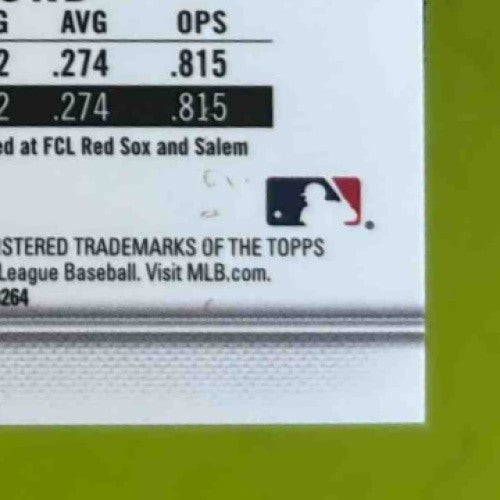 G AVG OPS
2 .274 .815
2 .274 .815
ed at FCL Red Sox and Salem
STERED TRADEMARKS OF THE TOPPS
League Baseball. Visit MLB.com.
264